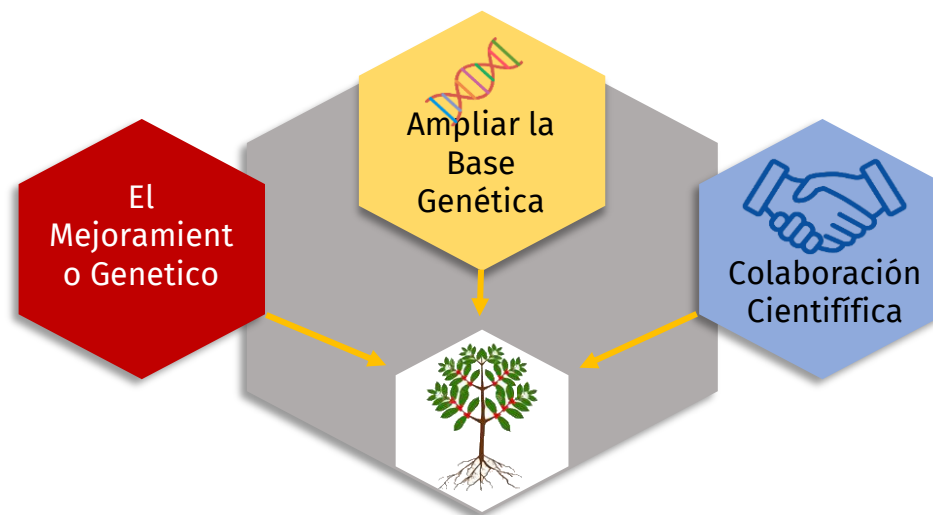 El
Mejoramient
o Genetico
Ampliar la
Base
Genética
Colaboración
Cientifífica